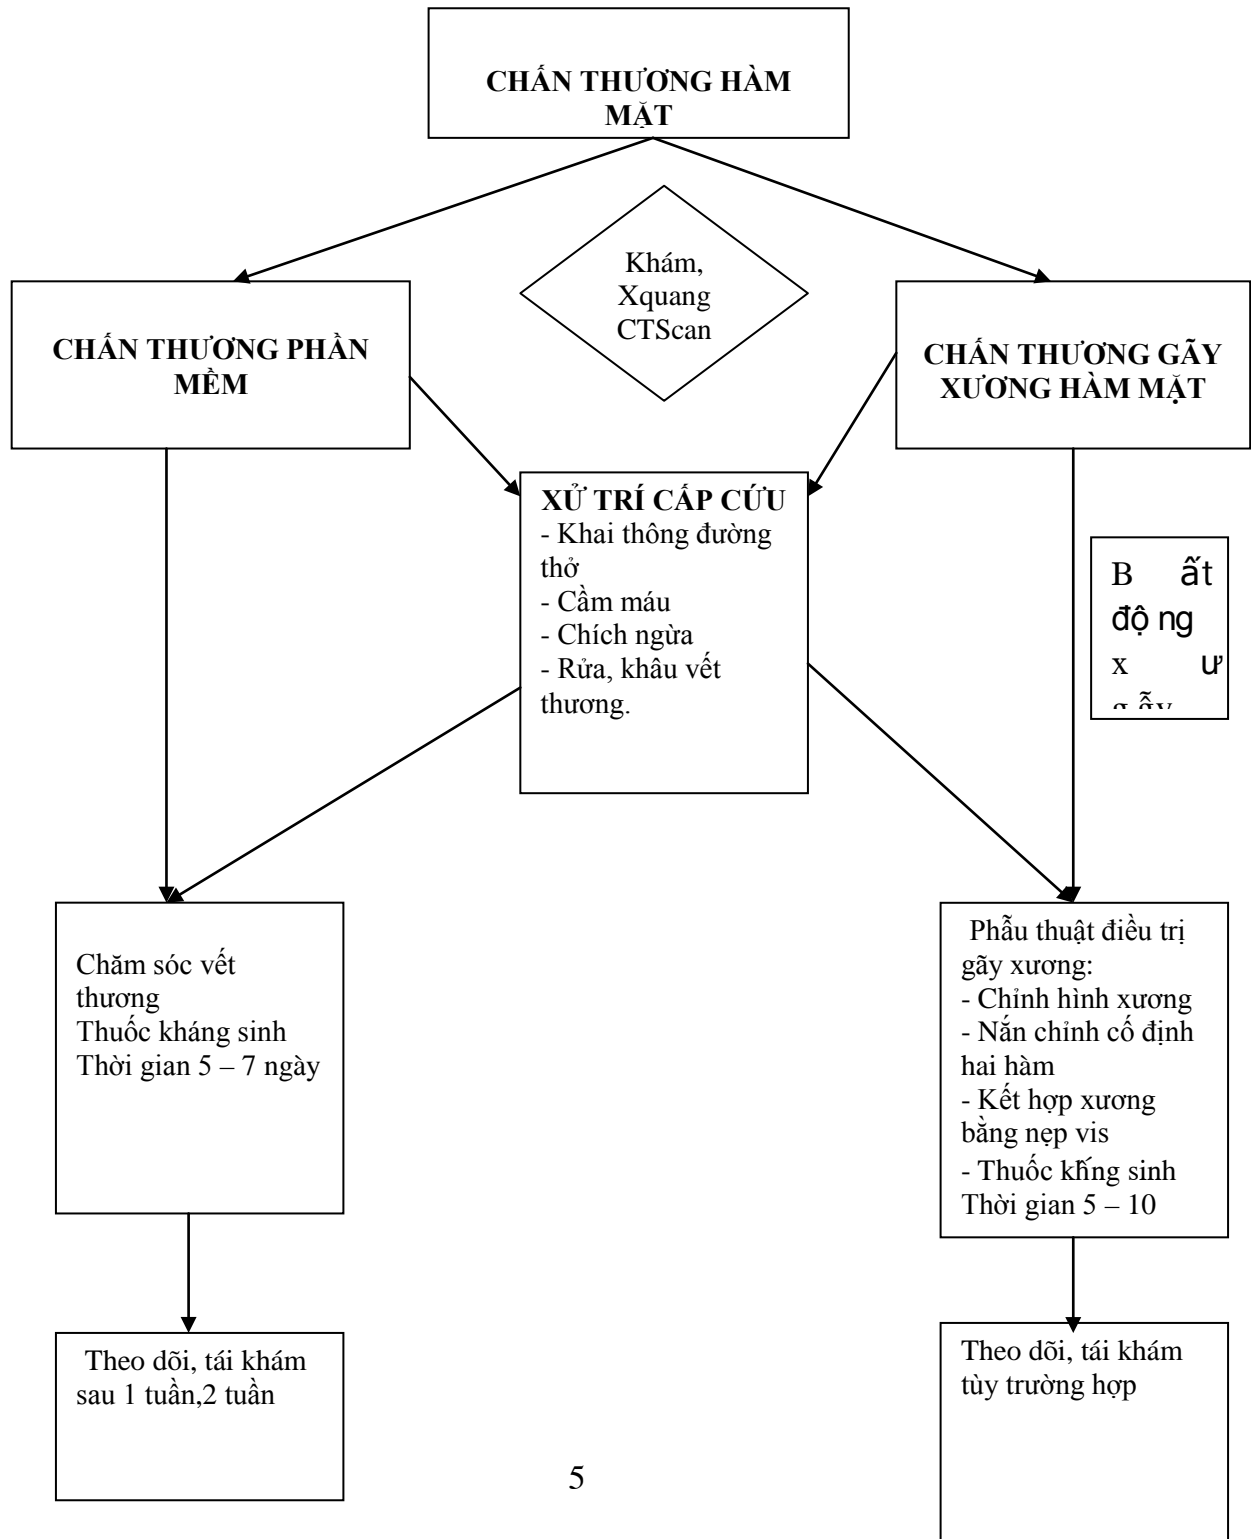 CHẤN THƯƠNG HÀM
MẶT
Khám,
Xquang
CTScan
CHẤN THƯƠNG PHẦN
MỀM
CHẤN THƯƠNG GÃY
XƯƠNG HÀM MẶT
XỬ TRÍ CẤP CỨU
- Khai thông đường
thở
- Cầm máu
- Chích ngừa
- Rửa, khâu vết
thương.
B ất
độ ng
x ư
Chăm sóc vết
thương
Thuốc kháng sinh
Thời gian 5 – 7 ngày
Phẫu thuật điều trị
gãy xương:
- Chỉnh hình xương
- Nắn chỉnh cố định
hai hàm
- Kết hợp xương
bằng nẹp vis
- Thuốc kńng sinh
Thời gian 5 – 10
Theo dõi, tái khám
sau 1 tuần,2 tuần
Theo dõi, tái khám
tùy trường hợp
5